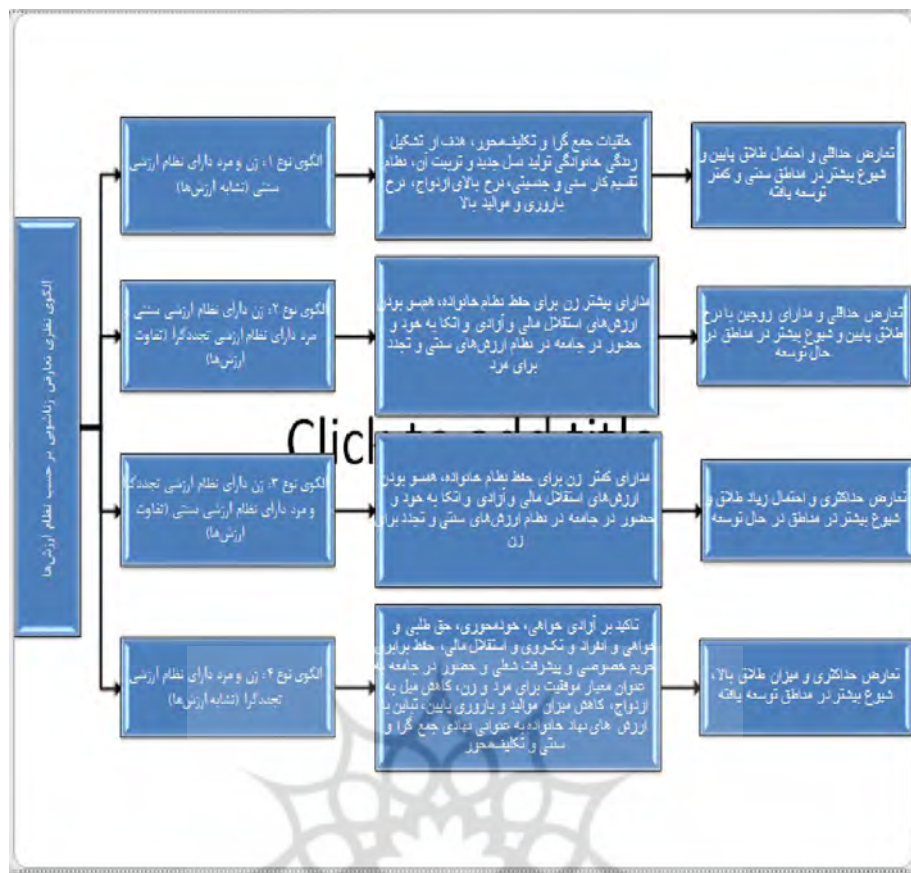 الگوی نظری تعارض زناشویی بر حسب نظام ارزش‌ها
الگوی نوع ۱: زن و مرد دارای نظام ارزشی
سنتی (تشابه ارزش‌ها)
خلقیات جمع گرا و تکلیف‌محور، هدف از تشکیل
زندگی خانوادگی تولید نسل جدید و تربیت آن، نظام
تقسیم کار سنی و جنسیتی، نرخ بالای ازدواج، نرخ
باروری و موالید بالا
تعارض حداقلی و احتمال طلاق پایین و
شیوع بیشتر در مناطق سنتی و کمتر
توسعه یافته
الگوی نوع ۲: زن دارای نظام ارزشی سنتی
مرد دارای نظام ارزشی تجددگرا (تفاوت
ارزش‌ها)
مدارای بیشتر زن برای حفظ نظام خانواده، همسو بودن
ارزش‌های استقلال مالی و آزادی و اتکا به خود و
حضور در جامعه در نظام ارزش‌های سنتی و تجدد
برای مرد
تعارض حداقلی و مدارای زوجین با نرخ
طلاق پایین و شیوع بیشتر در مناطق در
حال توسعه
Click to add title
الگوی نوع ۳: زن دارای نظام ارزشی تجددگرا
و مرد دارای نظام ارزشی سنتی (تفاوت
ارزش‌ها)
مدارای کمتر زن برای حفظ نظام خانواده، همسو بودن
ارزش‌های استقلال مالی و آزادی و اتکا به خود و
حضور در جامعه در نظام ارزش‌های سنتی و تجدد برای
زن
تعارض حداکثری و احتمال زیاد طلاق و
شیوع بیشتر در مناطق در حال توسعه
الگوی نوع ۴: زن و مرد دارای نظام ارزشی
تجددگرا (تشابه ارزش‌ها)
تاکید بر آزادی خواهی، خودمحوری، حق طلبی و
خواهی و انفراد و تکروی و استقلال مالی، حفظ برابری
حریم خصوصی و پیشرفت شغلی و حضور در جامعه به
عنوان معیار موفقیت برای مرد و زن، کاهش میل به
ازدواج، کاهش میزان موالید و باروری پایین، تباین با
ارزش های نهاد خانواده به عنوانی نهادی جمع گرا و
سنتی و تکلیف‌محور
تعارض حداکثری و میزان طلاق بالا،
شیوع بیشتر در مناطق توسعه یافته